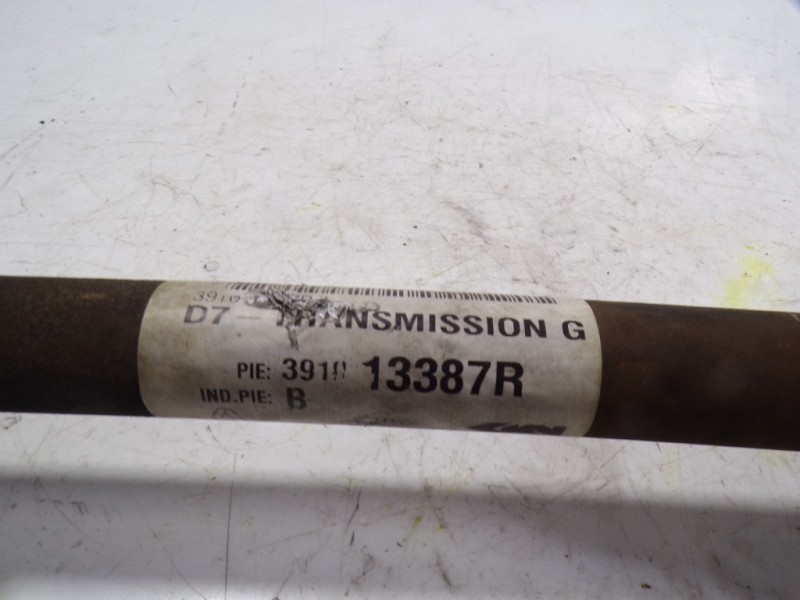 D7-TRANSMISSION G
PIE: 3910 13387R
IND.PIE: B